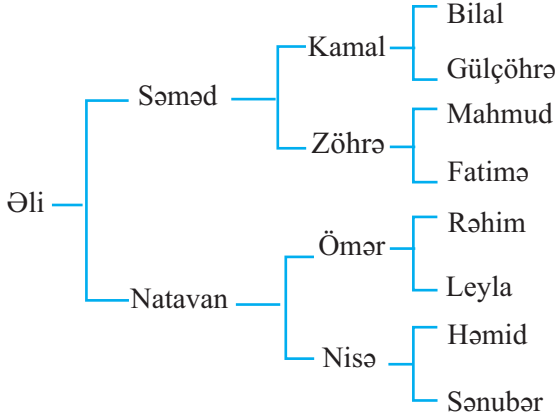 Bilal
Kamal
Gülçöhrə
Səməd
Mahmud
Zöhrə
Fatimə
Əli
Rəhim
Ömər
Leyla
Natavan
Həmid
Nisə
Sənubər